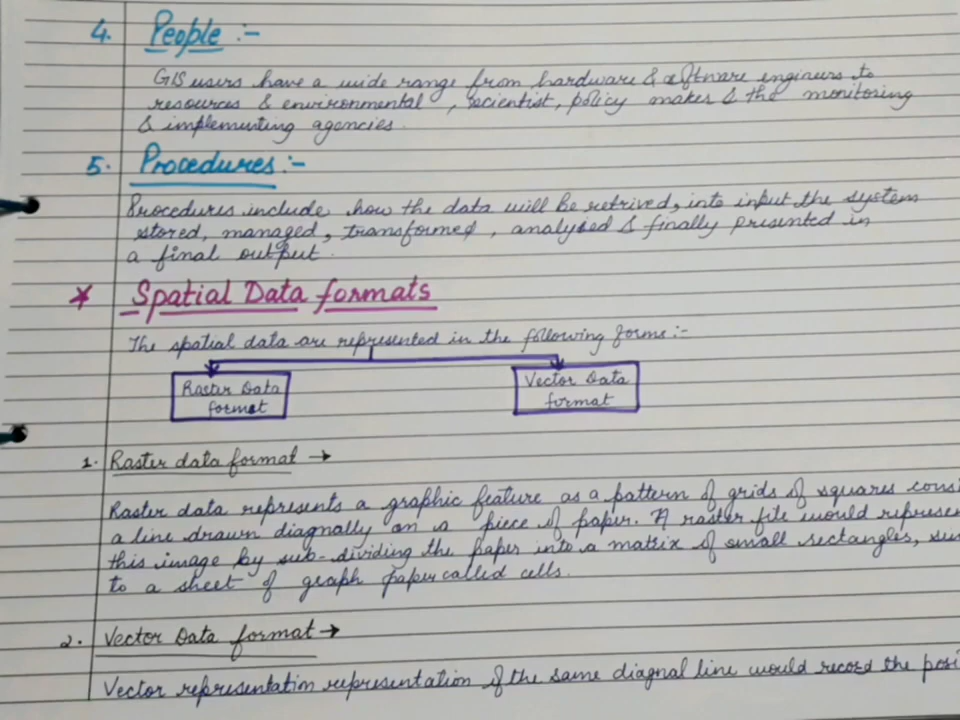 4. People :-
GIS users have a wide range from hardware & software engineers to
resources & environmental , scientist, policy makes & the monitoring
& implementing agencies.
5. Procedures :-
Procedures include how the data will be retrived, into input the system
stored, managed, transformed, analysed & finally presented in
a final output.
* Spatial Data formats
The spatial data are represented in the following forms :-
Raster Data format
Vector Data format
1. Raster data format →
Raster data represents a graphic feature as a pattern of grids of squares
a line drawn diagnally on a piece of paper. A raster file would
this image by sub-dividing the paper into a matrix of small rectangles,
to a sheet of graph paper called cells.
2. Vector Data format →
Vector representation representation of the same diagnal line would record the